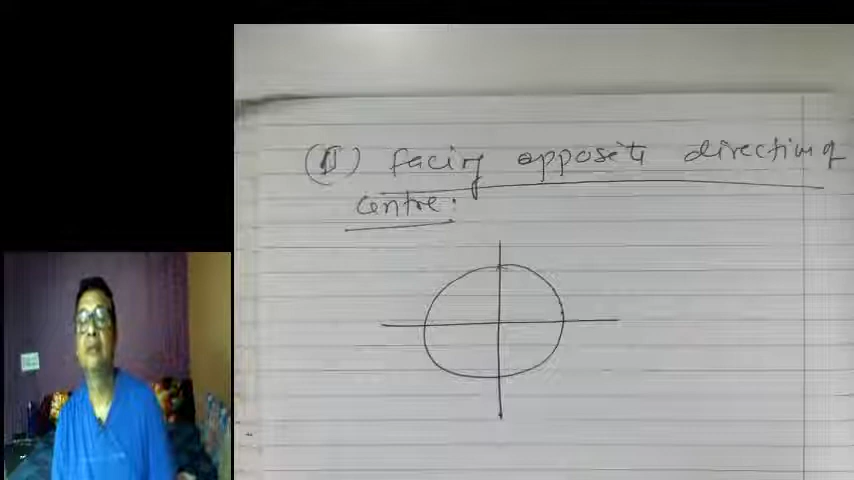 (II) facing opposite direction of
centre: